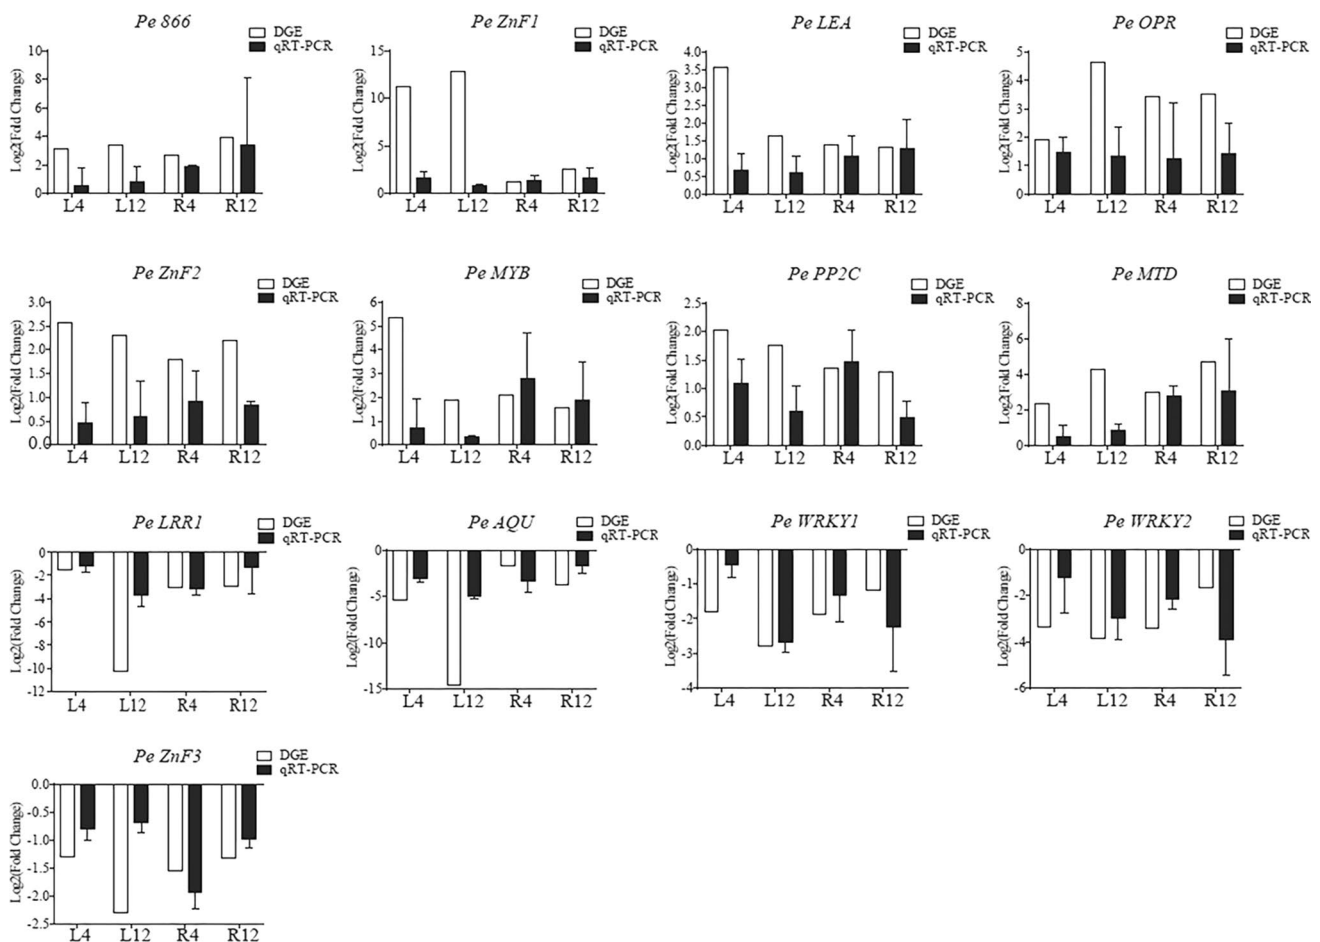 Pe 866
DGE
qRT-PCR
Log2(Fold Change)
10
8
6
4
2
0
L4 L12 R4 R12
Pe ZnF1
DGE
qRT-PCR
Log2(Fold Change)
15
10
5
0
L4 L12 R4 R12
Pe LEA
DGE
qRT-PCR
Log2(Fold Change)
4.0
3.5
3.0
2.5
2.0
1.5
1.0
0.5
0.0
L4 L12 R4 R12
Pe OPR
DGE
qRT-PCR
Log2(Fold Change)
5
4
3
2
1
0
L4 L12 R4 R12
Pe ZnF2
DGE
qRT-PCR
Log2(Fold Change)
3.0
2.5
2.0
1.5
1.0
0.5
0.0
L4 L12 R4 R12
Pe MYB
DGE
qRT-PCR
Log2(Fold Change)
6
5
4
3
2
1
0
L4 L12 R4 R12
Pe PP2C
DGE
qRT-PCR
Log2(Fold Change)
2.5
2.0
1.5
1.0
0.5
0.0
L4 L12 R4 R12
Pe MTD
DGE
qRT-PCR
Log2(Fold Change)
8
6
4
2
0
L4 L12 R4 R12
Pe LRR1
DGE
qRT-PCR
Log2(Fold Change)
0
-2
-4
-6
-8
-10
-12
L4 L12 R4 R12
Pe AQU
DGE
qRT-PCR
Log2(Fold Change)
0
-5
-10
-15
L4 L12 R4 R12
Pe WRKY1
DGE
qRT-PCR
Log2(Fold Change)
0
-1
-2
-3
-4
L4 L12 R4 R12
Pe WRKY2
DGE
qRT-PCR
Log2(Fold Change)
0
-2
-4
-6
L4 L12 R4 R12
Pe ZnF3
DGE
qRT-PCR
Log2(Fold Change)
0.0
-0.5
-1.0
-1.5
-2.0
-2.5
L4 L12 R4 R12